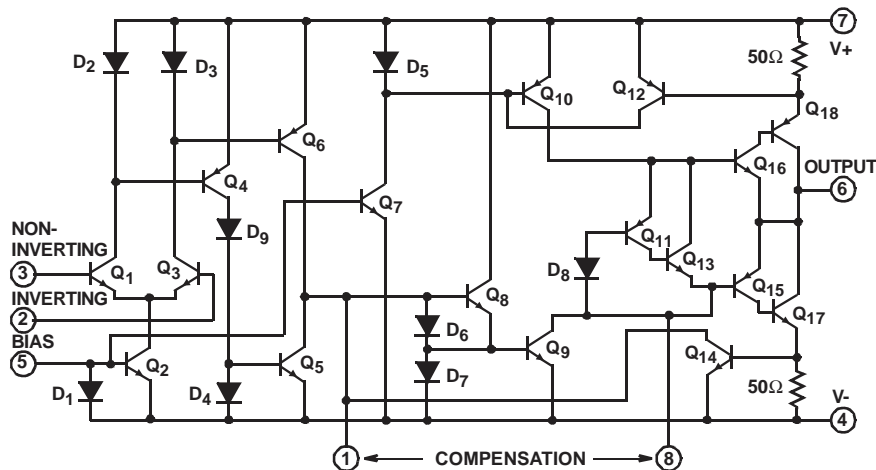 7
V+
50Ω
D2
D3
D5
Q10
Q12
Q18
Q6
Q4
Q16
OUTPUT
6
Q7
D9
NON-
INVERTING
3
Q1
Q3
Q11
Q13
D8
INVERTING
2
Q8
Q15
Q17
BIAS
5
D6
Q9
Q14
Q2
Q5
D7
50Ω
D1
D4
V-
4
1 COMPENSATION 8